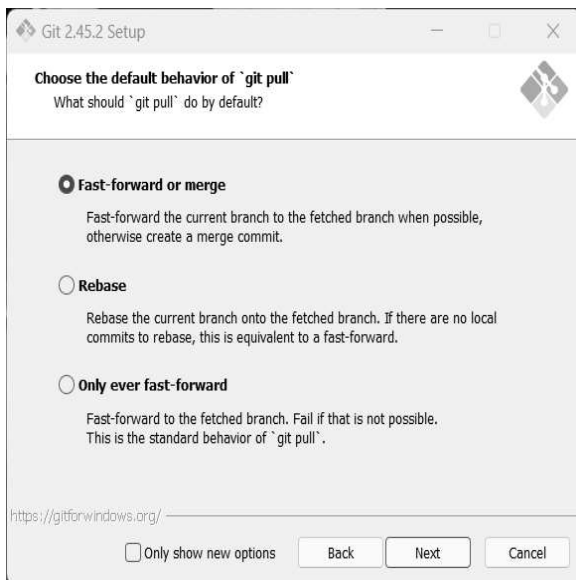 Git 2.45.2 Setup
Choose the default behavior of `git pull`
What should `git pull` do by default?
Fast-forward or merge
Fast-forward the current branch to the fetched branch when possible,
otherwise create a merge commit.
Rebase
Rebase the current branch onto the fetched branch. If there are no local
commits to rebase, this is equivalent to a fast-forward.
Only ever fast-forward
Fast-forward to the fetched branch. Fail if that is not possible.
This is the standard behavior of `git pull`.
https://gitforwindows.org/
Only show new options Back Next Cancel